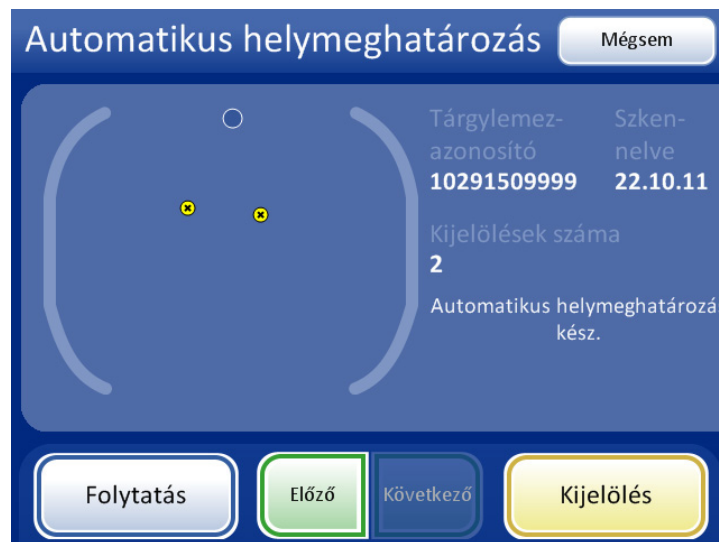 Automatikus helymeghatározás
Mégsem
Tárgylemez-
azonosító
10291509999
Szken-
nelve
22.10.11
Kijelölések száma
2
Automatikus helymeghatározás
kész.
Folytatás
Előző
Következő
Kijelölés